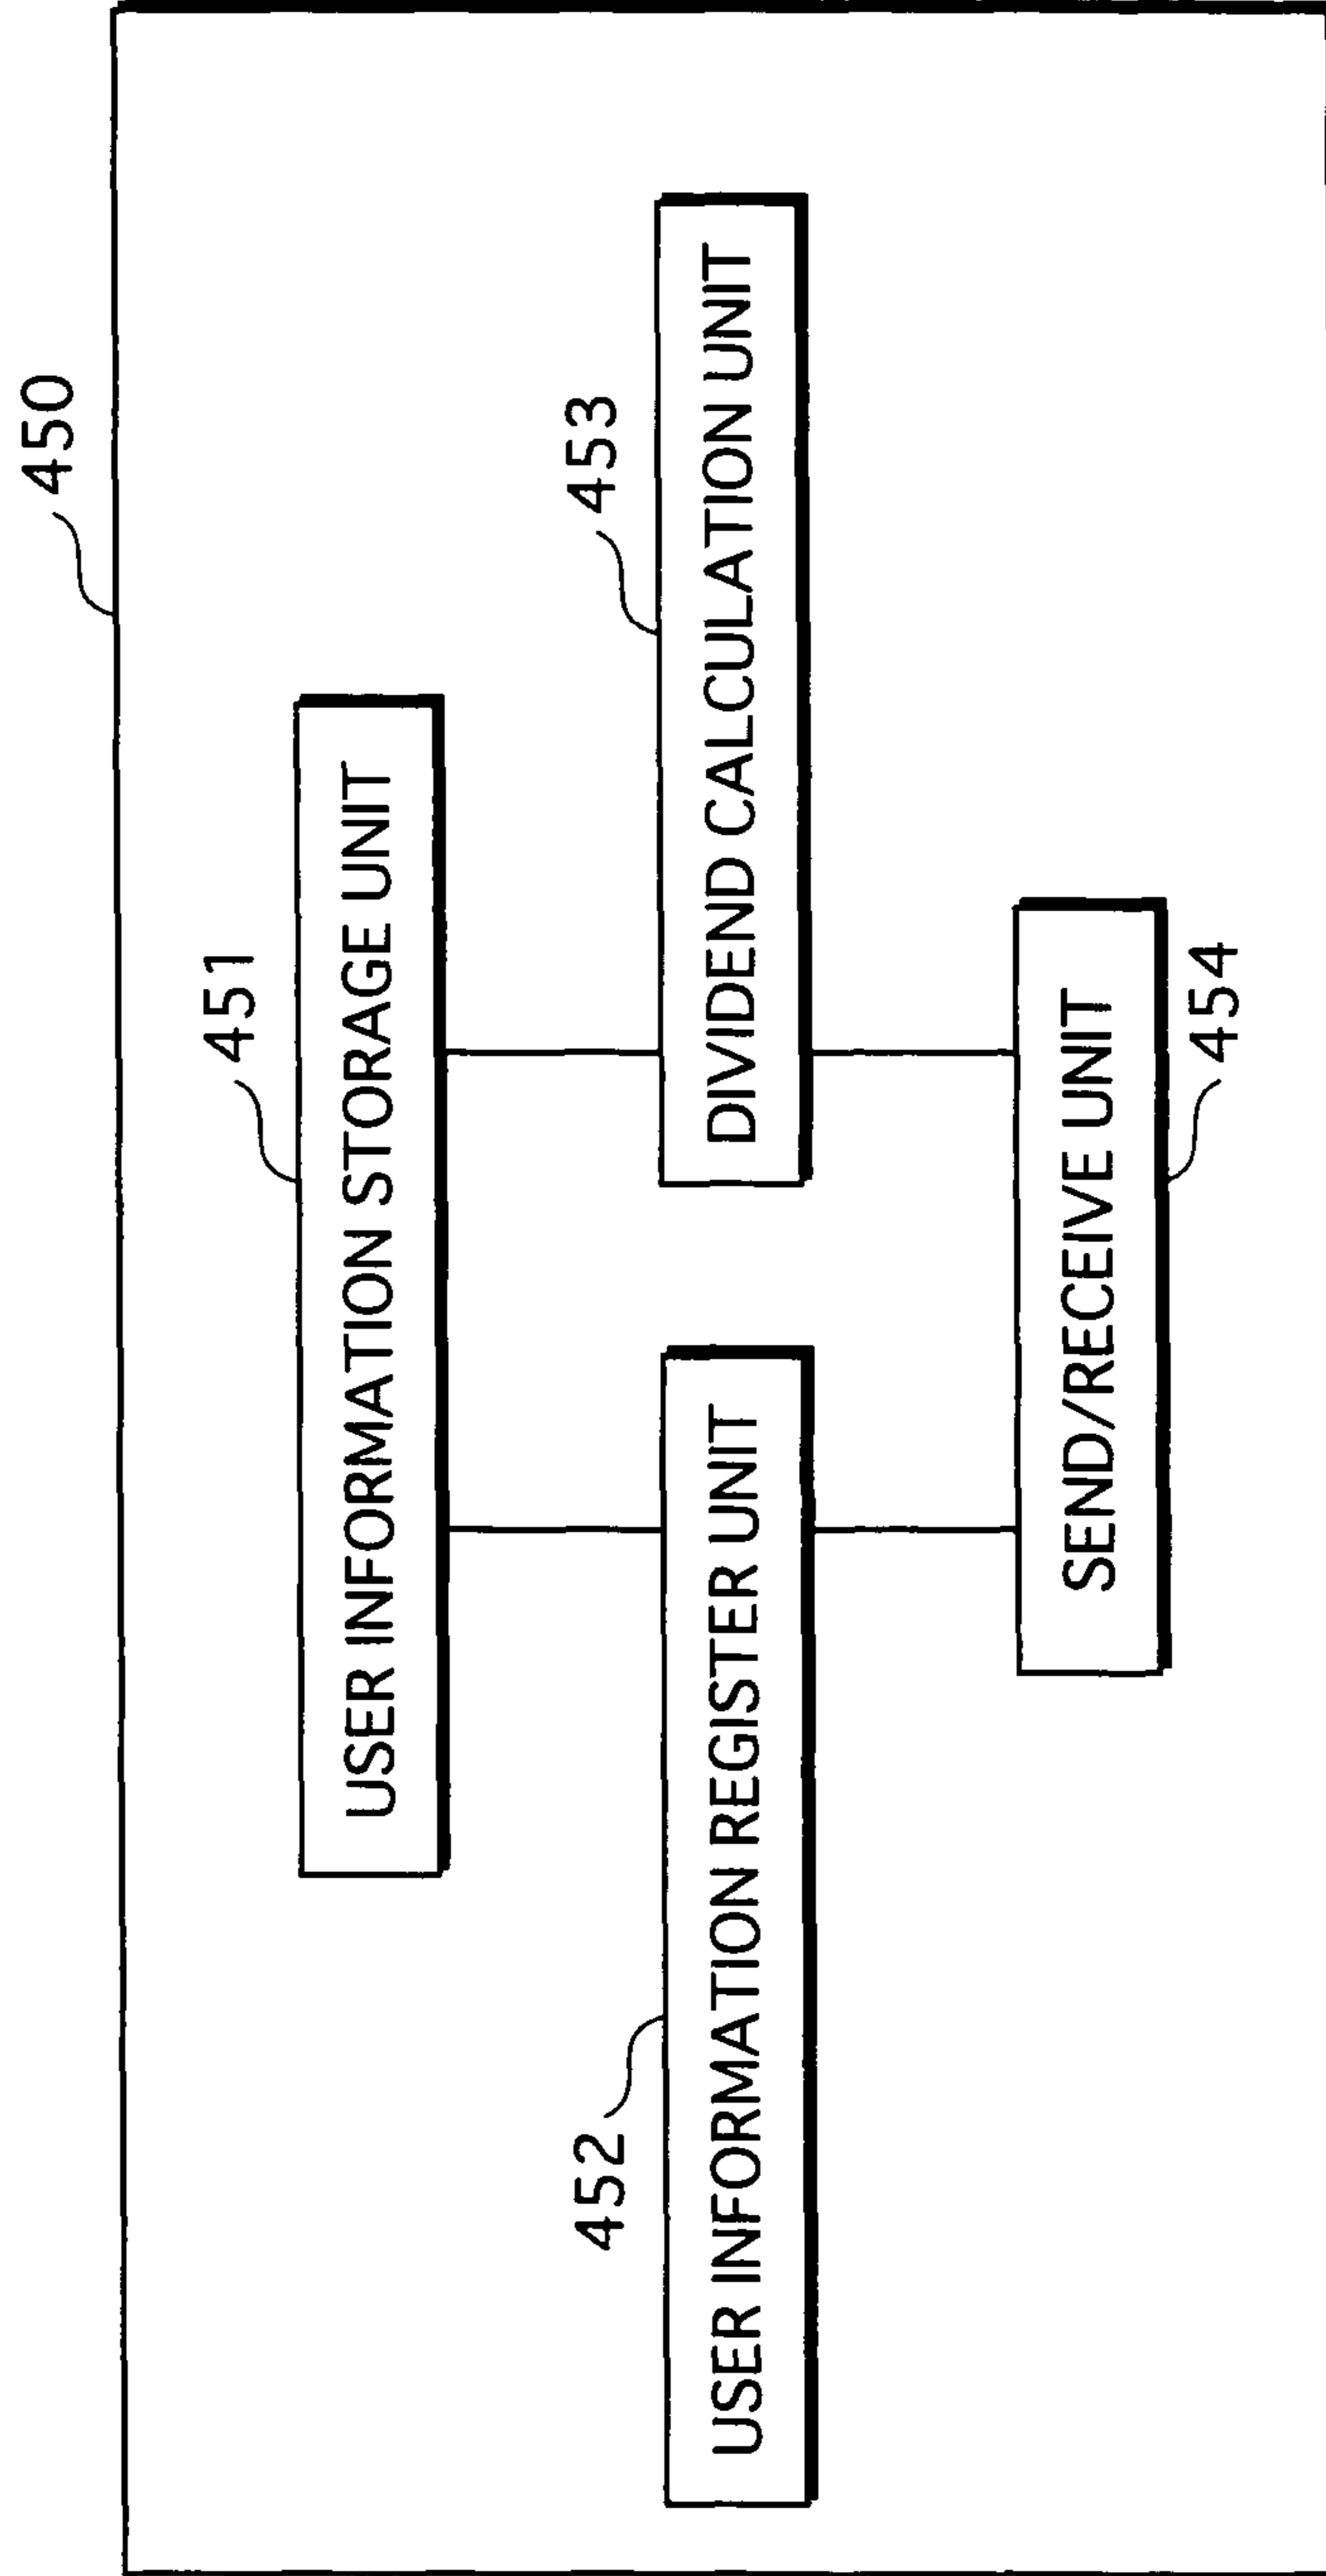 450
451
USER INFORMATION STORAGE UNIT
452
453
USER INFORMATION REGISTER UNIT
DIVIDEND CALCULATION UNIT
SEND/RECEIVE UNIT
454